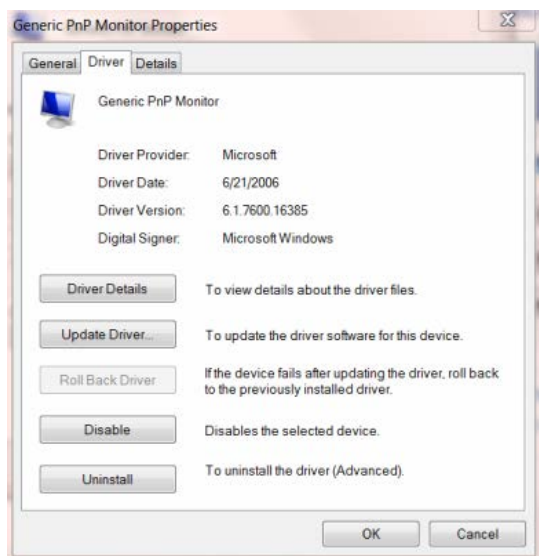 Generic PnP Monitor Properties
General Driver Details
Generic PnP Monitor
Driver Provider: Microsoft
Driver Date: 6/21/2006
Driver Version: 6.1.7600.16385
Digital Signer: Microsoft Windows
Driver Details To view details about the driver files.
Update Driver... To update the driver software for this device.
Roll Back Driver If the device fails after updating the driver, roll back
to the previously installed driver.
Disable Disables the selected device.
Uninstall To uninstall the driver (Advanced).
OK Cancel